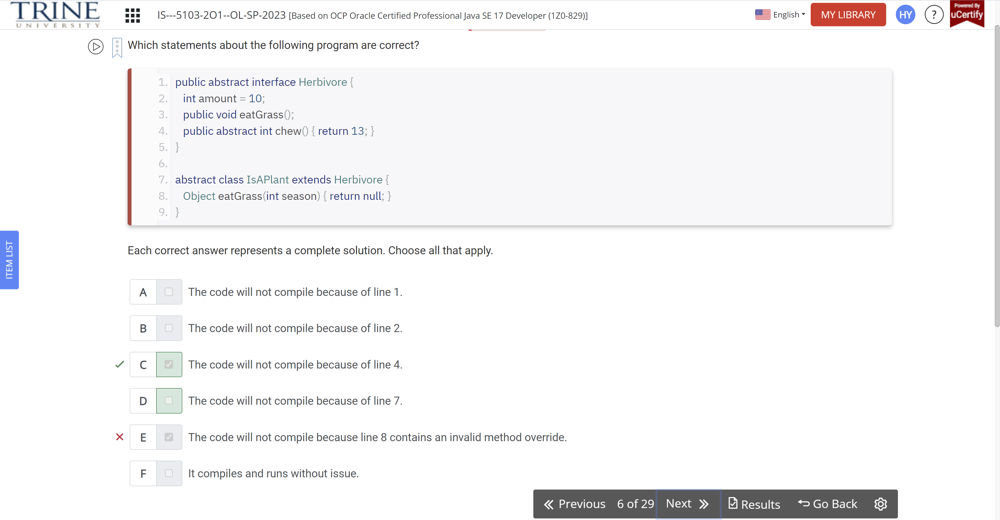 TRINE
UNIVERSITY
IS---5103-2O1--OL-SP-2023 [Based on OCP Oracle Certified Professional Java SE 17 Developer (1Z0-829)]
English
MY LIBRARY
HY
?
Powered By
uCertify
Which statements about the following program are correct?
1. public abstract interface Herbivore {
2. int amount = 10;
3. public void eatGrass();
4. public abstract int chew() { return 13; }
5. }
6.
7. abstract class IsAPlant extends Herbivore {
8. Object eatGrass(int season) { return null; }
9. }
ITEM LIST
Each correct answer represents a complete solution. Choose all that apply.
A The code will not compile because of line 1.
B The code will not compile because of line 2.
C The code will not compile because of line 4.
D The code will not compile because of line 7.
E The code will not compile because line 8 contains an invalid method override.
F It compiles and runs without issue.
Previous 6 of 29 Next Results Go Back